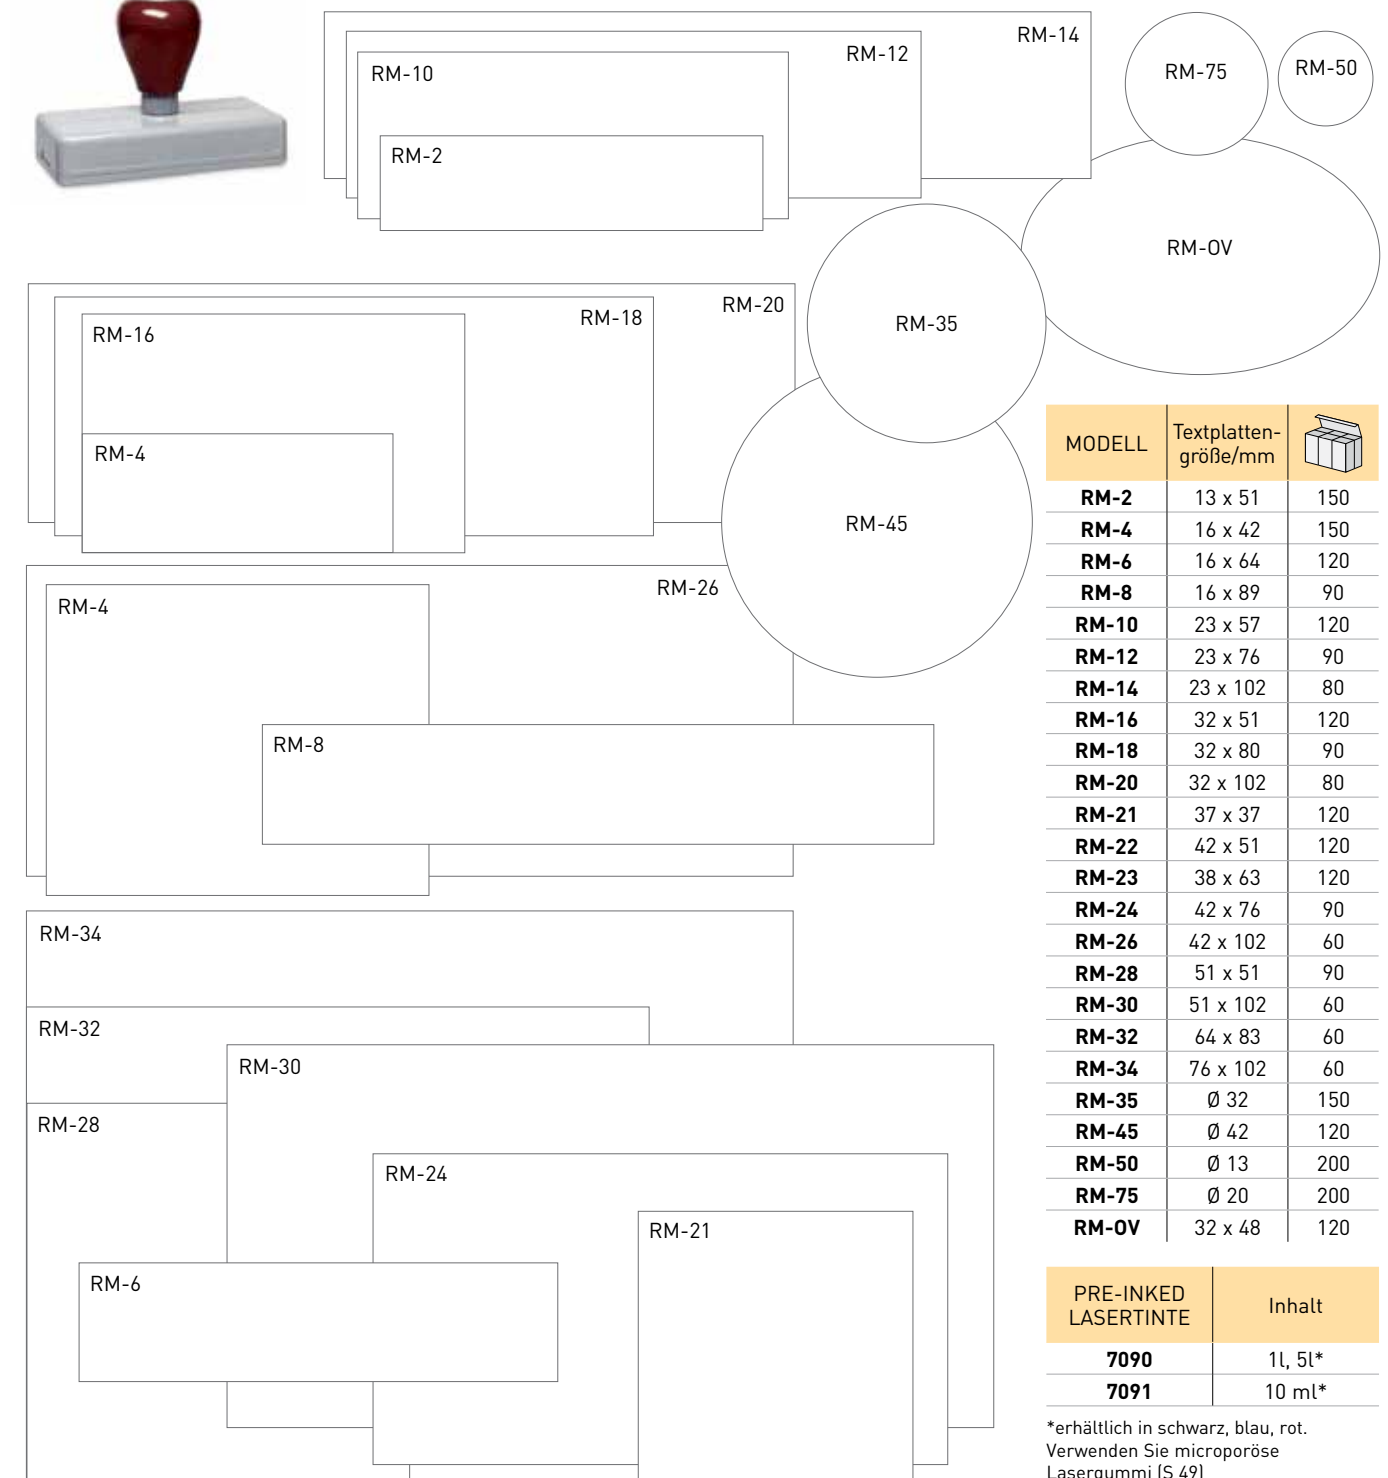 RM-14
RM-12
RM-10
RM-2
RM-75
RM-50
RM-OV
RM-35
RM-20
RM-18
RM-16
RM-4
RM-45
RM-26
RM-4
RM-8
RM-34
RM-32
RM-30
RM-28
RM-24
RM-21
RM-6
MODELL Textplatten-
größe/mm
RM-2 13 x 51 150
RM-4 16 x 42 150
RM-6 16 x 64 120
RM-8 16 x 89 90
RM-10 23 x 57 120
RM-12 23 x 76 90
RM-14 23 x 102 80
RM-16 32 x 51 120
RM-18 32 x 80 90
RM-20 32 x 102 80
RM-21 37 x 37 120
RM-22 42 x 51 120
RM-23 38 x 63 120
RM-24 42 x 76 90
RM-26 42 x 102 60
RM-28 51 x 51 90
RM-30 51 x 102 60
RM-32 64 x 83 60
RM-34 76 x 102 60
RM-35 Ø 32 150
RM-45 Ø 42 120
RM-50 Ø 13 200
RM-75 Ø 20 200
RM-OV 32 x 48 120
PRE-INKED
LASERTINTE
Inhalt
7090 1l, 5l*
7091 10 ml*
*erhältlich in schwarz, blau, rot.
Verwenden Sie microporöse
Lasergummi (S 49)